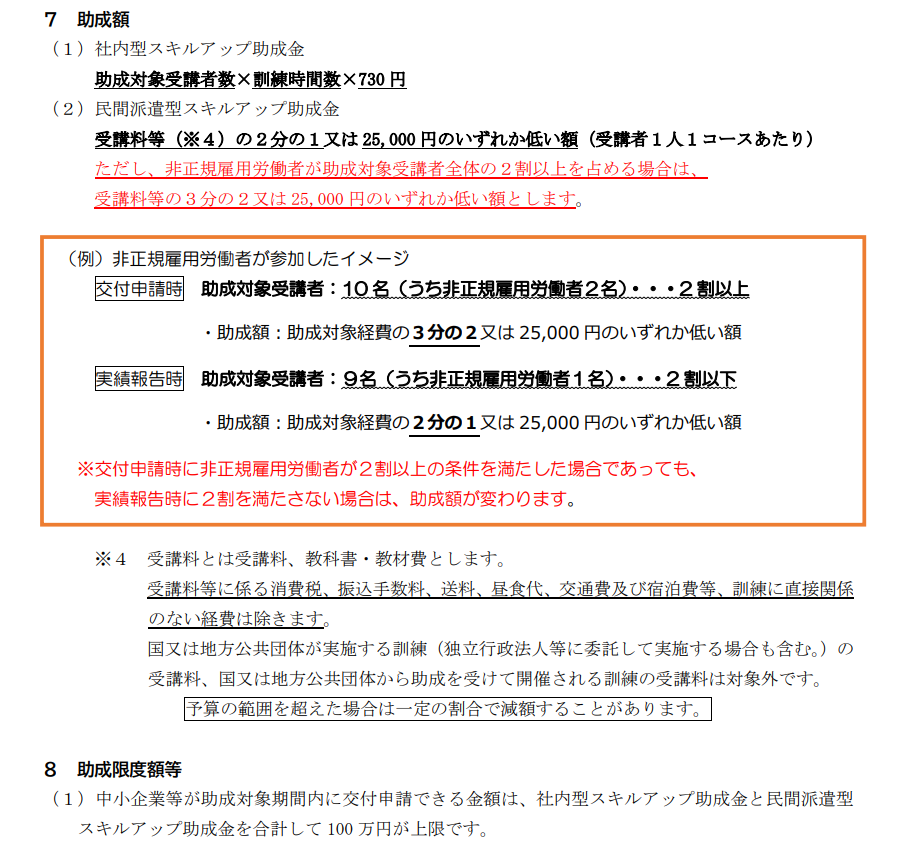 7 助成額
（１）社内型スキルアップ助成金
助成対象受講者数×訓練時間数×730 円
（２）民間派遣型スキルアップ助成金
受講料等（※４）の２分の１又は 25,000 円のいずれか低い額（受講者１人１コースあたり）
ただし、非正規雇用労働者が助成対象受講者全体の２割以上を占める場合は、
受講料等の３分の２又は 25,000 円のいずれか低い額とします。
（例）非正規雇用労働者が参加したイメージ
交付申請時 助成対象受講者：１０名（うち非正規雇用労働者２名）・・・２割以上
・助成額：助成対象経費の３分の２又は 25,000 円のいずれか低い額
実績報告時 助成対象受講者：９名（うち非正規雇用労働者１名）・・・２割以下
・助成額：助成対象経費の２分の１又は 25,000 円のいずれか低い額
※交付申請時に非正規雇用労働者が２割以上の条件を満たした場合であっても、
実績報告時に２割を満たさない場合は、助成額が変わります。
※４ 受講料とは受講料、教科書・教材費とします。
受講料等に係る消費税、振込手数料、送料、昼食代、交通費及び宿泊費等、訓練に直接関係
のない経費は除きます。
国又は地方公共団体が実施する訓練（独立行政法人等に委託して実施する場合も含む。）の
受講料、国又は地方公共団体から助成を受けて開催される訓練の受講料は対象外です。
予算の範囲を超えた場合は一定の割合で減額することがあります。
8 助成限度額等
（１）中小企業等が助成対象期間内に交付申請できる金額は、社内型スキルアップ助成金と民間派遣型
スキルアップ助成金を合計して 100 万円が上限です。